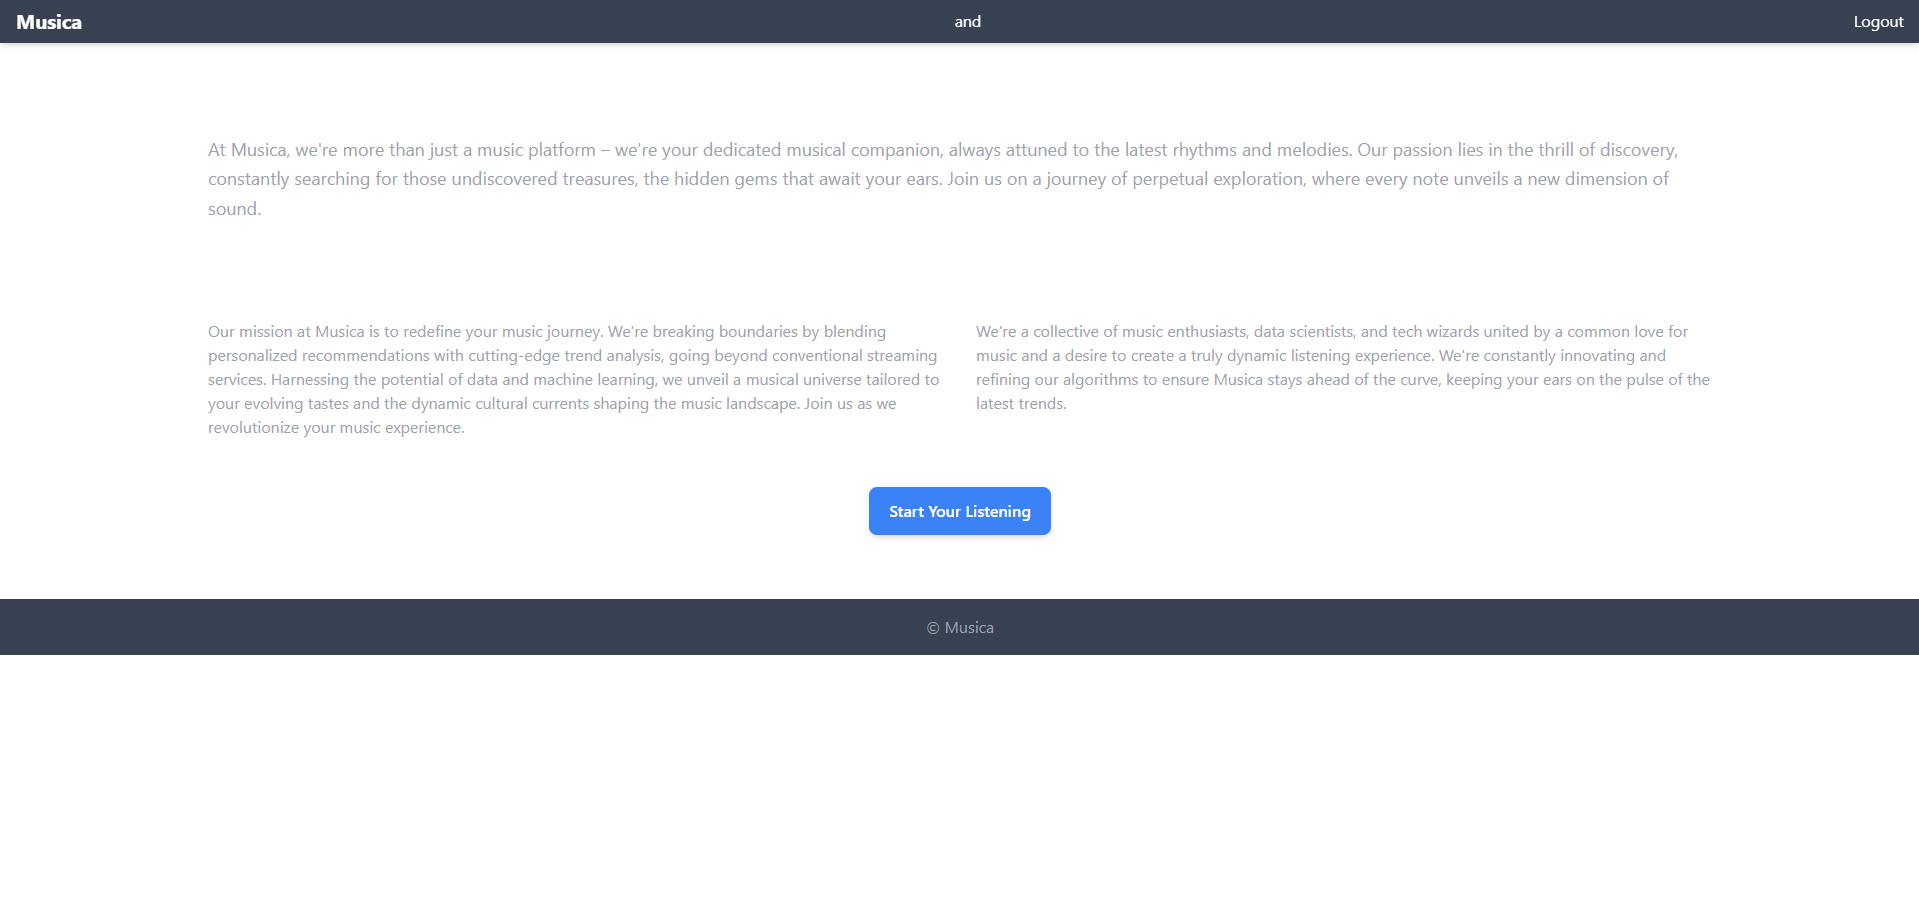 Musica
and
Logout
At Musica, we're more than just a music platform – we're your dedicated musical companion, always attuned to the latest rhythms and melodies. Our passion lies in the thrill of discovery,
constantly searching for those undiscovered treasures, the hidden gems that await your ears. Join us on a journey of perpetual exploration, where every note unveils a new dimension of
sound.
Our mission at Musica is to redefine your music journey. We're breaking boundaries by blending
personalized recommendations with cutting-edge trend analysis, going beyond conventional streaming
services. Harnessing the potential of data and machine learning, we unveil a musical universe tailored to
your evolving tastes and the dynamic cultural currents shaping the music landscape. Join us as we
revolutionize your music experience.
We're a collective of music enthusiasts, data scientists, and tech wizards united by a common love for
music and a desire to create a truly dynamic listening experience. We're constantly innovating and
refining our algorithms to ensure Musica stays ahead of the curve, keeping your ears on the pulse of the
latest trends.
Start Your Listening
© Musica